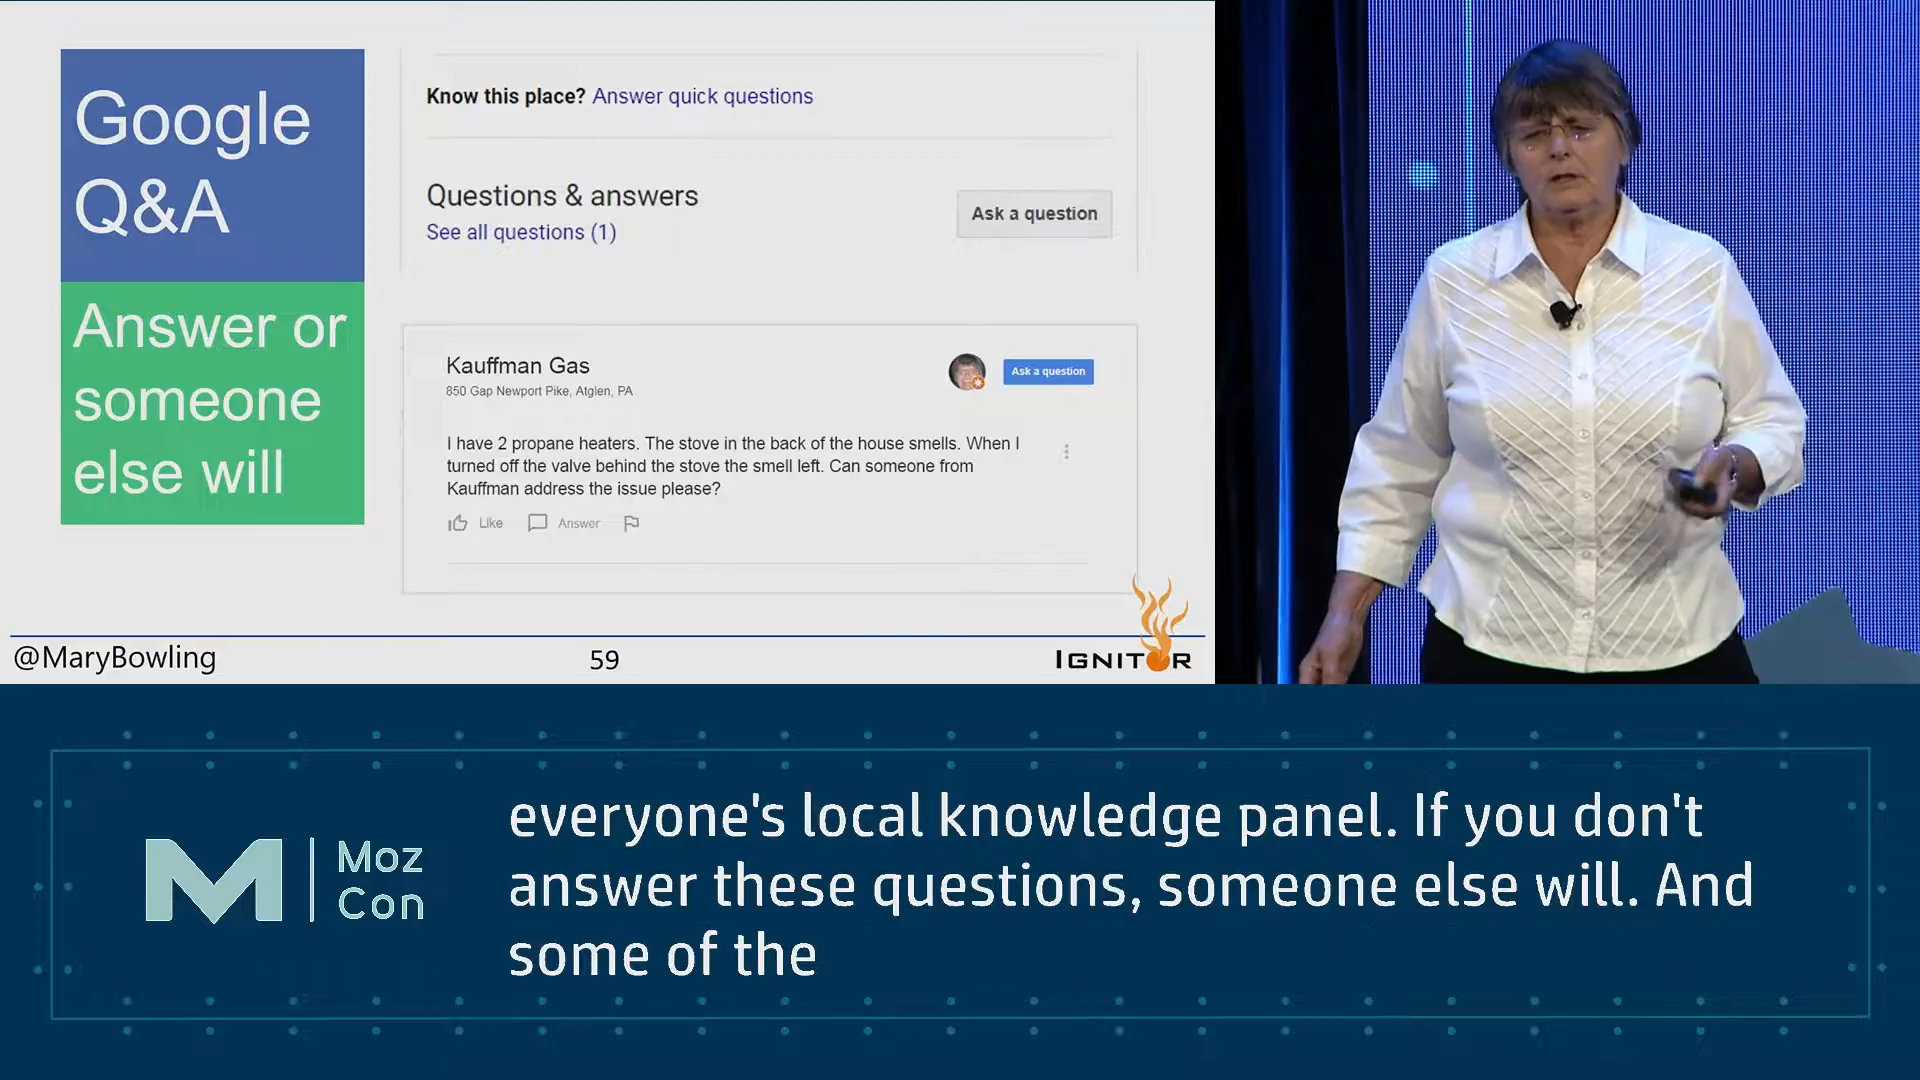 Google
Q&A
Answer or
someone
else will
Know this place? Answer quick questions
Questions & answers
See all questions (1)
Ask a question
Kauffman Gas
850 Gap Newport Pike, Atglen, PA
Ask a question
I have 2 propane heaters. The stove in the back of the house smells. When I
turned off the valve behind the stove the smell left. Can someone from
Kauffman address the issue please?
Like Answer
@MaryBowling
59
IGNITOR
Moz
Con
everyone's local knowledge panel. If you don't
answer these questions, someone else will. And
some of the